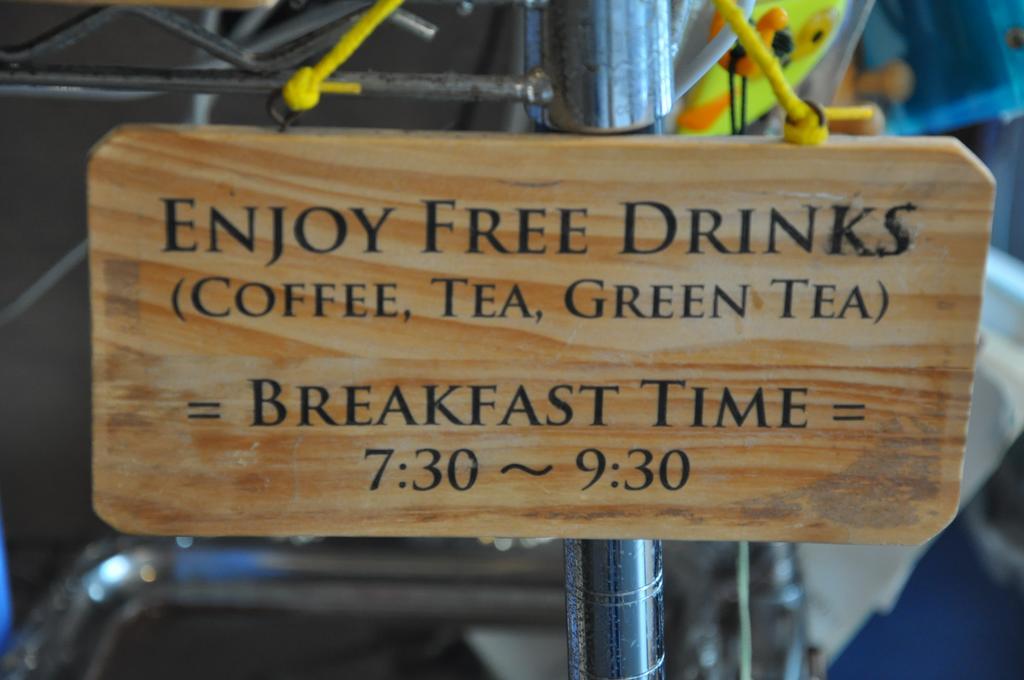 ENJOY FREE DRINKS
(COFFEE, TEA, GREEN TEA)
= BREAKFAST TIME =
7:30 ～ 9:30